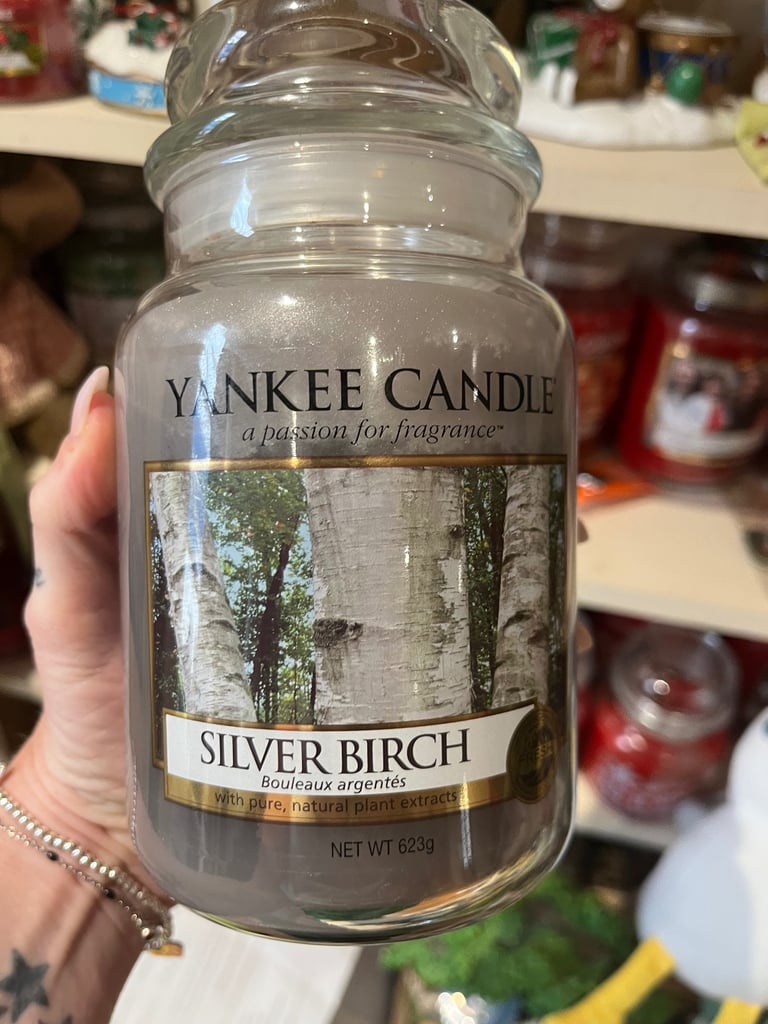 YANKEE CANDLE
a passion for fragrance™
SILVER BIRCH
Bouleaux argentés
with pure, natural plant extracts
NET WT 623g